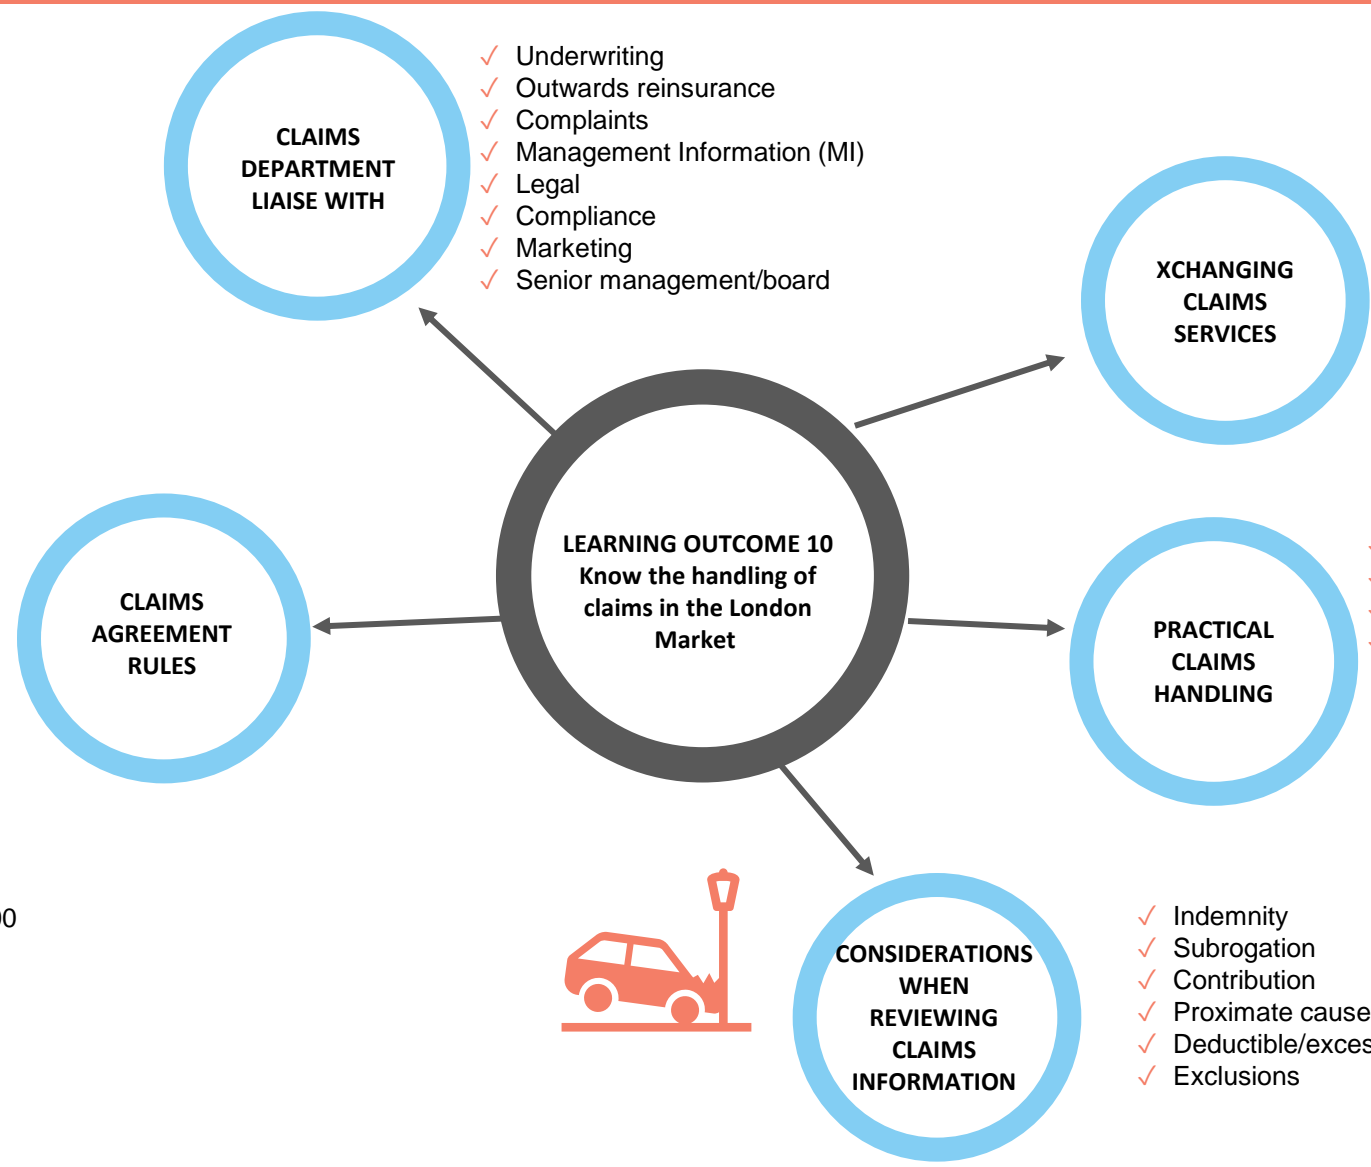 CLAIMS
DEPARTMENT
LIAISE WITH
✓ Underwriting
✓ Outwards reinsurance
✓ Complaints
✓ Management Information (MI)
✓ Legal
✓ Compliance
✓ Marketing
✓ Senior management/board
XCHANGING
CLAIMS
SERVICES
LEARNING OUTCOME 10
Know the handling of
claims in the London
Market
CLAIMS
AGREEMENT
RULES
PRACTICAL
CLAIMS
HANDLING
CONSIDERATIONS
WHEN
REVIEWING
CLAIMS
INFORMATION
✓ Indemnity
✓ Subrogation
✓ Contribution
✓ Proximate cause
✓ Deductible/exces
✓ Exclusions